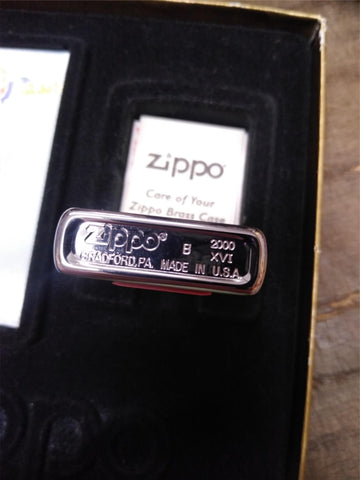 zippo
Care of Your
Zippo Brass Case
Zippo® B 2000
XVI
BRADFORD, PA. MADE IN U.S.A.